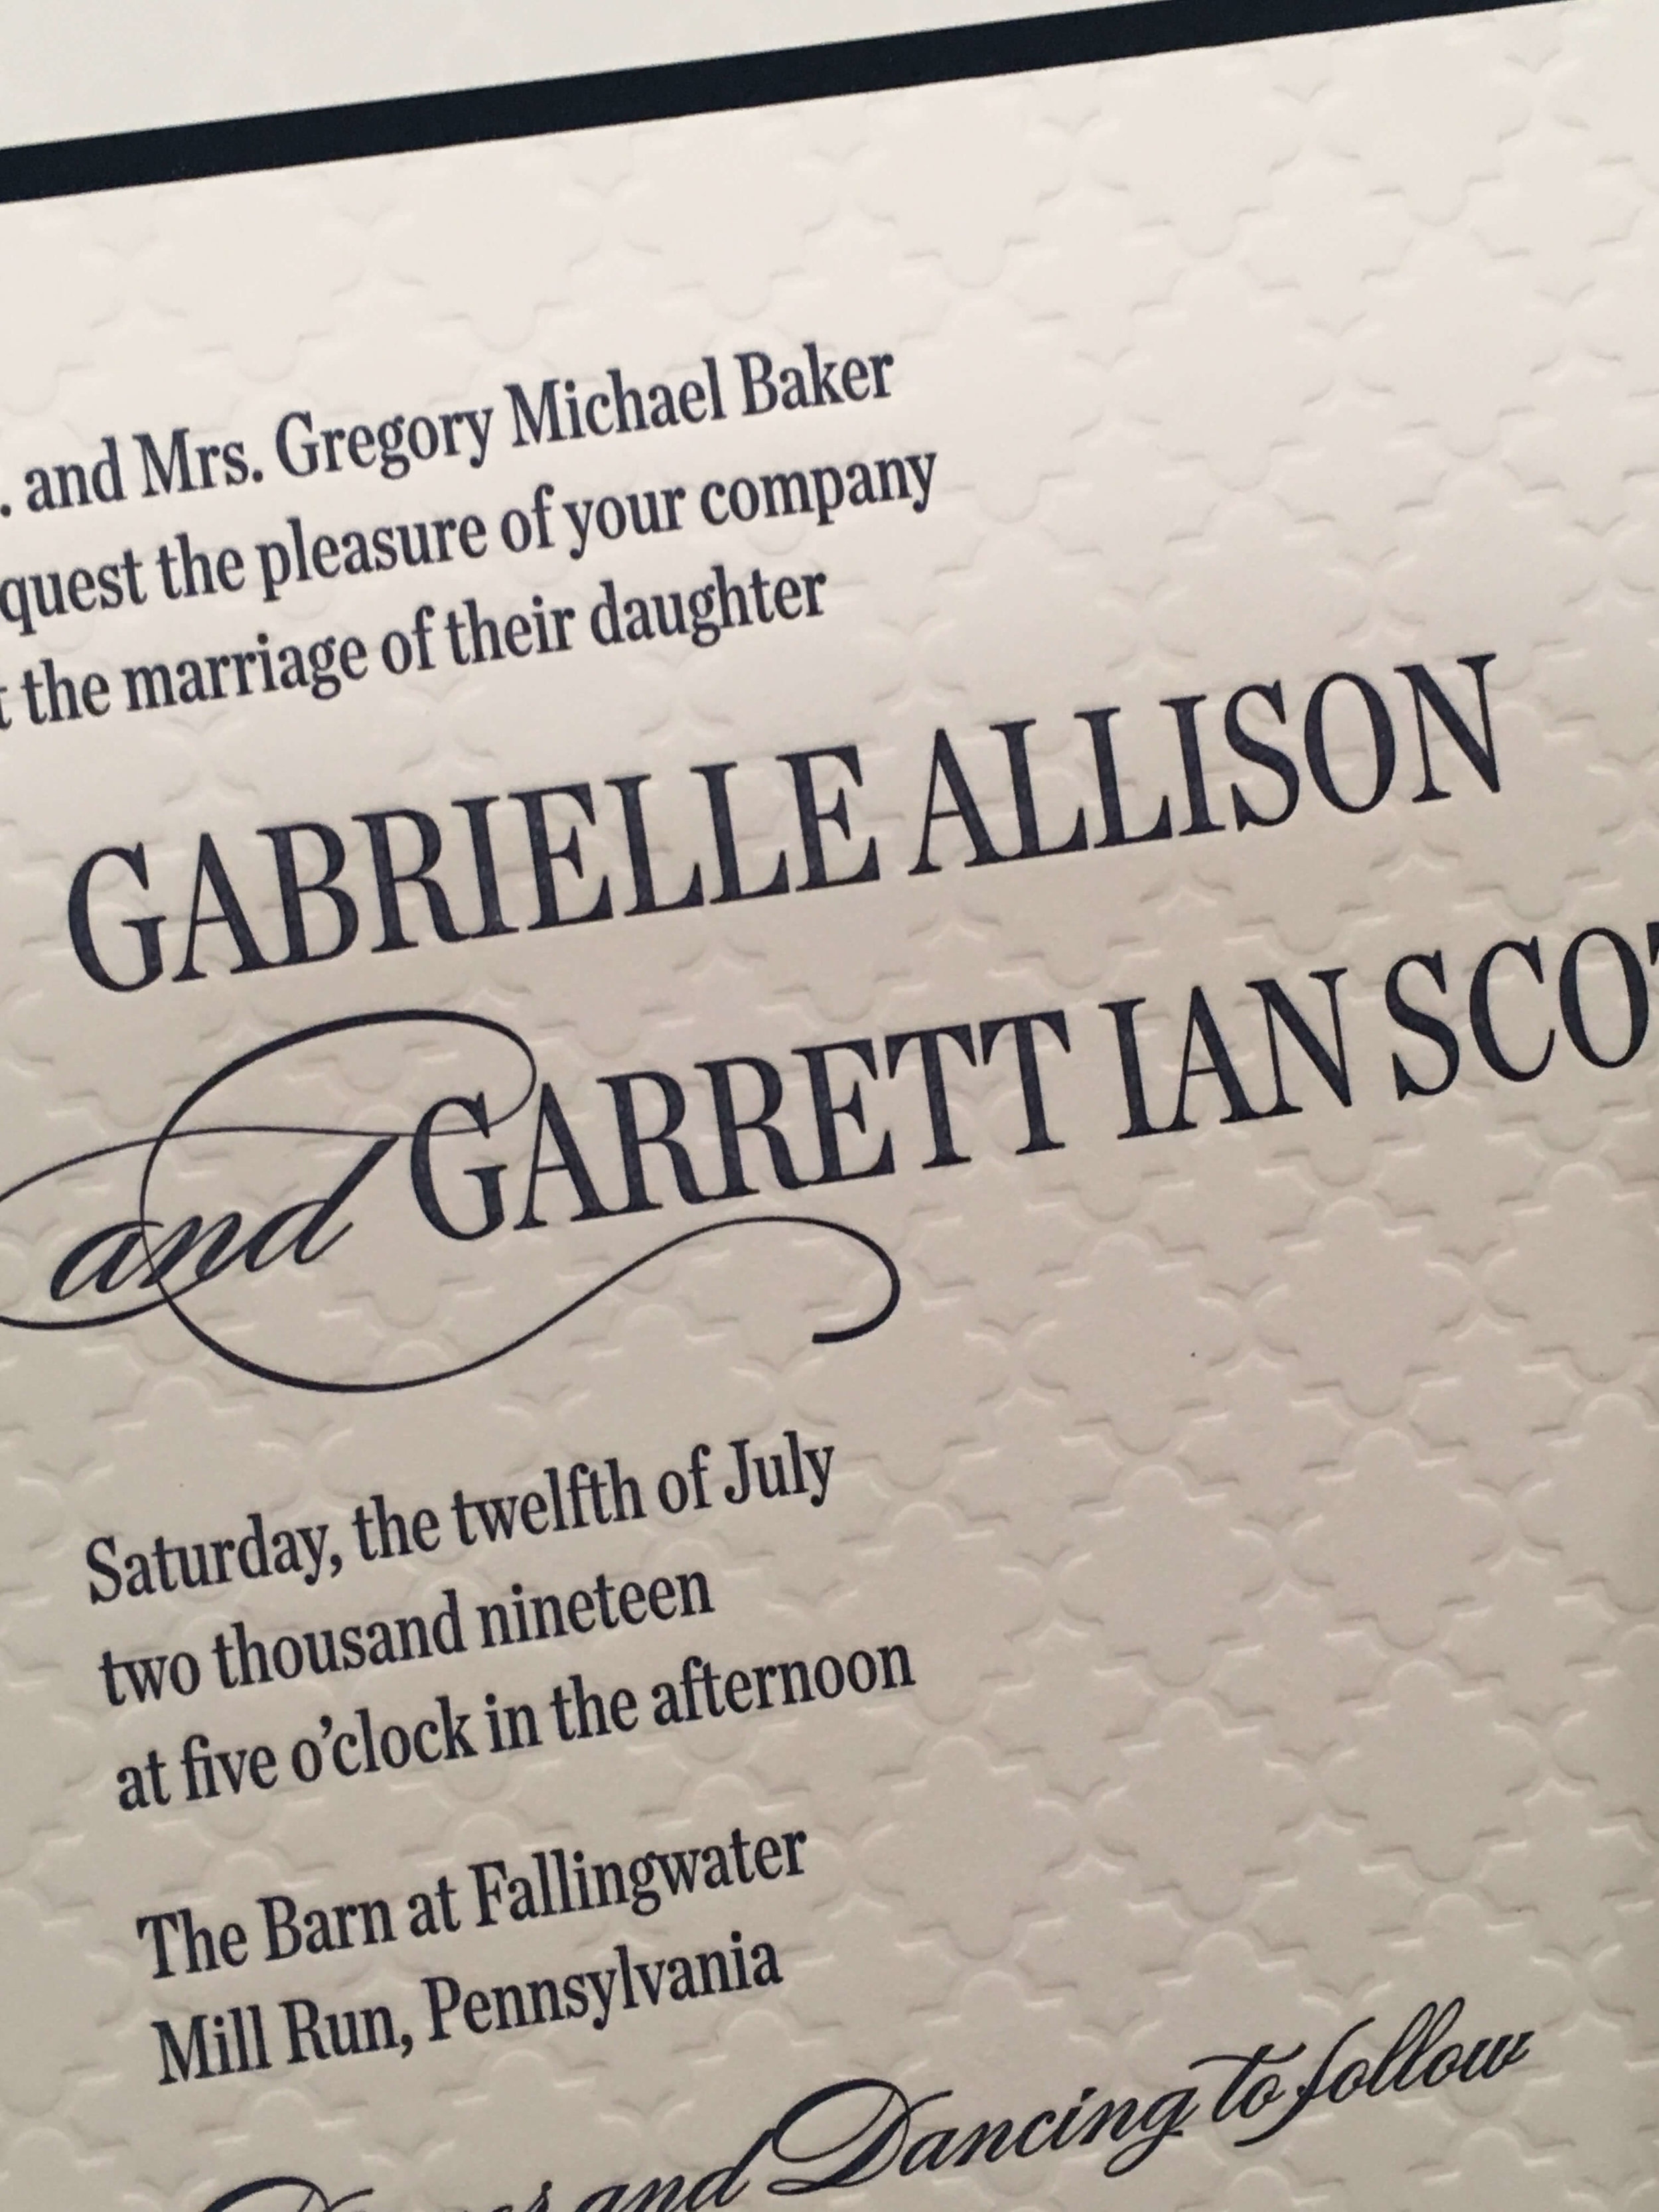 . and Mrs. Gregory Michael Baker
quest the pleasure of your company
the marriage of their daughter
GABRIELLE ALLISON
and GARRETT IAN SCO
Saturday, the twelfth of July
two thousand nineteen
at five o'clock in the afternoon
The Barn at Fallingwater
Mill Run, Pennsylvania
and Dancing to follow